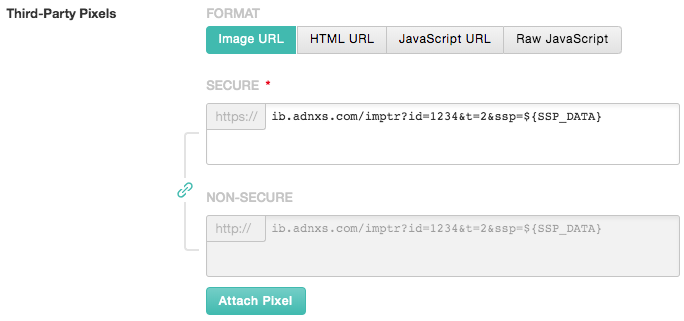 Third-Party Pixels
FORMAT
Image URL HTML URL JavaScript URL Raw JavaScript
SECURE *
https:// ib.adnxs.com/imptr?id=1234&t=2&ssp=${SSP_DATA}
NON-SECURE
http:// ib.adnxs.com/imptr?id=1234&t=2&ssp=${SSP_DATA}
Attach Pixel